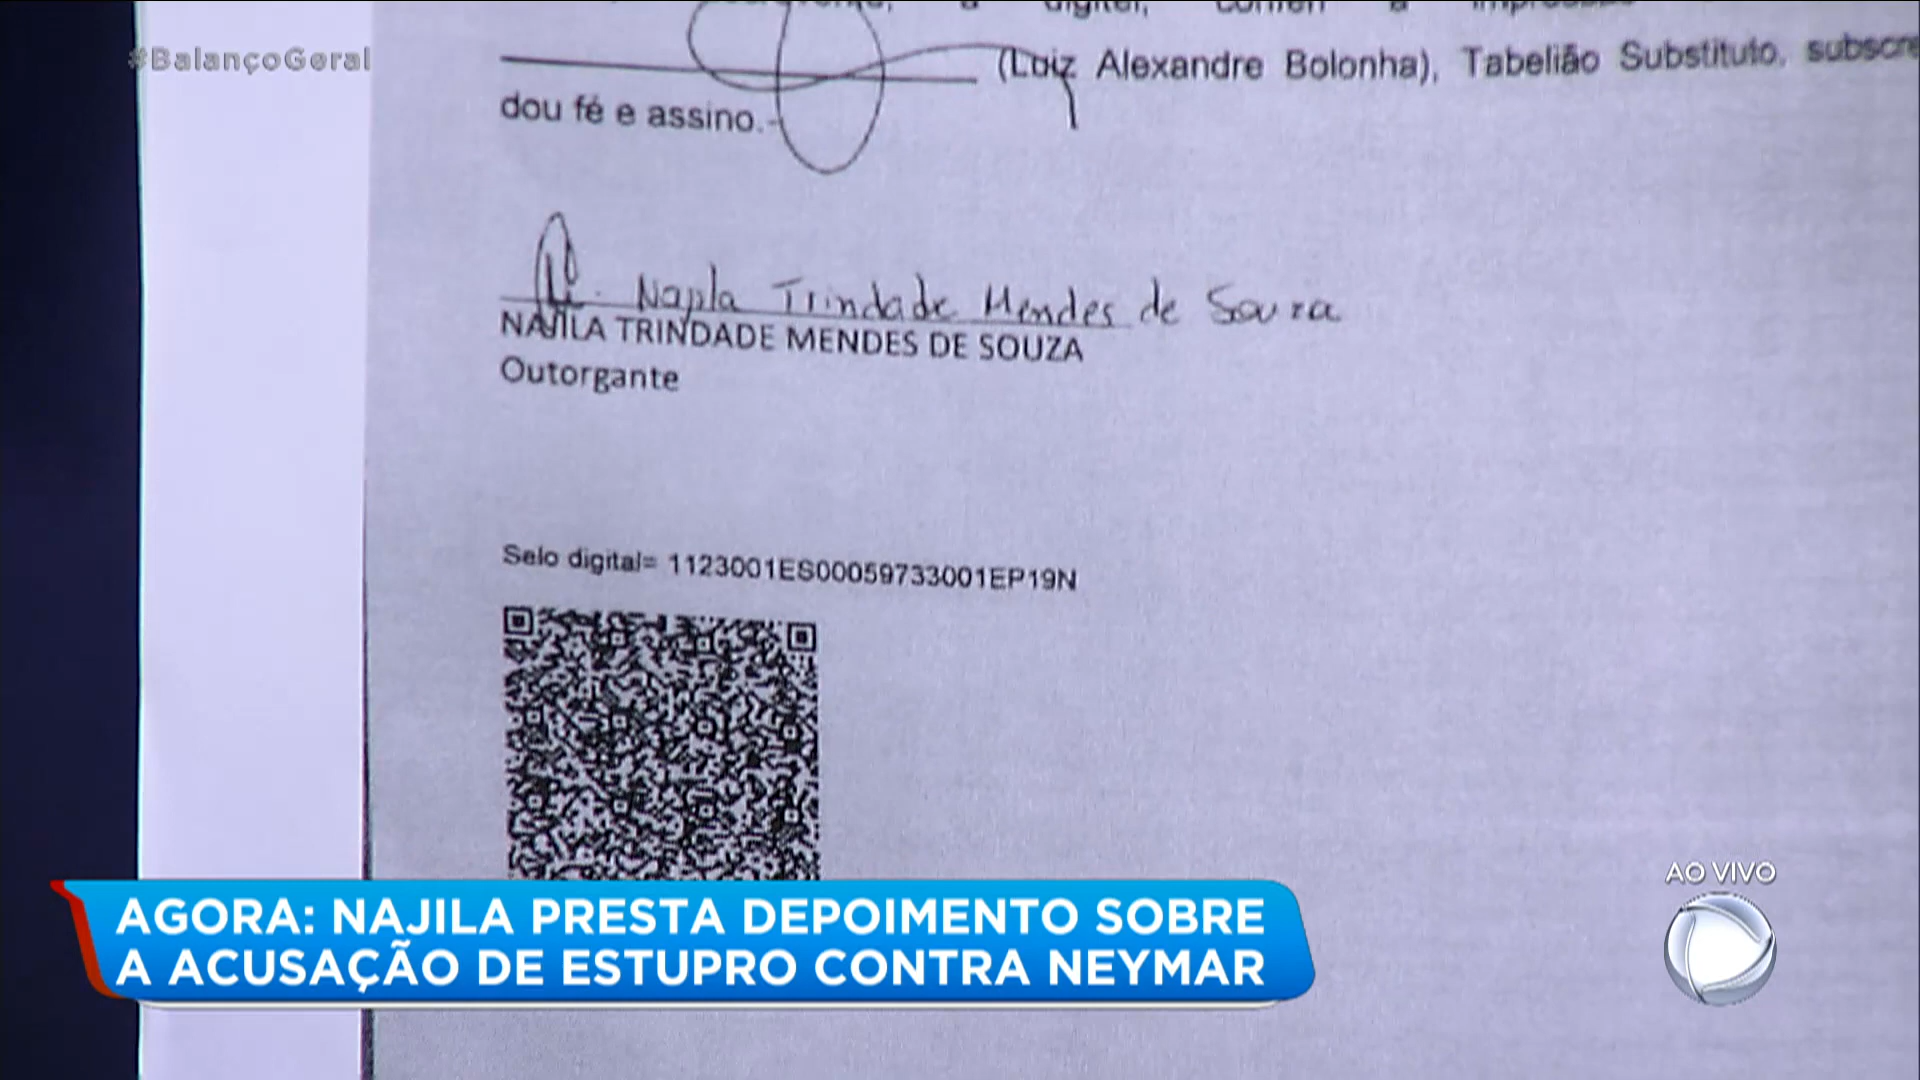 #BalançoGeral
(Luiz Alexandre Bolonha), Tabelião Substituto, subscre
dou fé e assino.-
Najila Trindade Mendes de Souza
NAJILA TRINDADE MENDES DE SOUZA
Outorgante
Selo digital= 1123001ES00059733001EP19N
AO VIVO
AGORA: NAJILA PRESTA DEPOIMENTO SOBRE
A ACUSAÇÃO DE ESTUPRO CONTRA NEYMAR